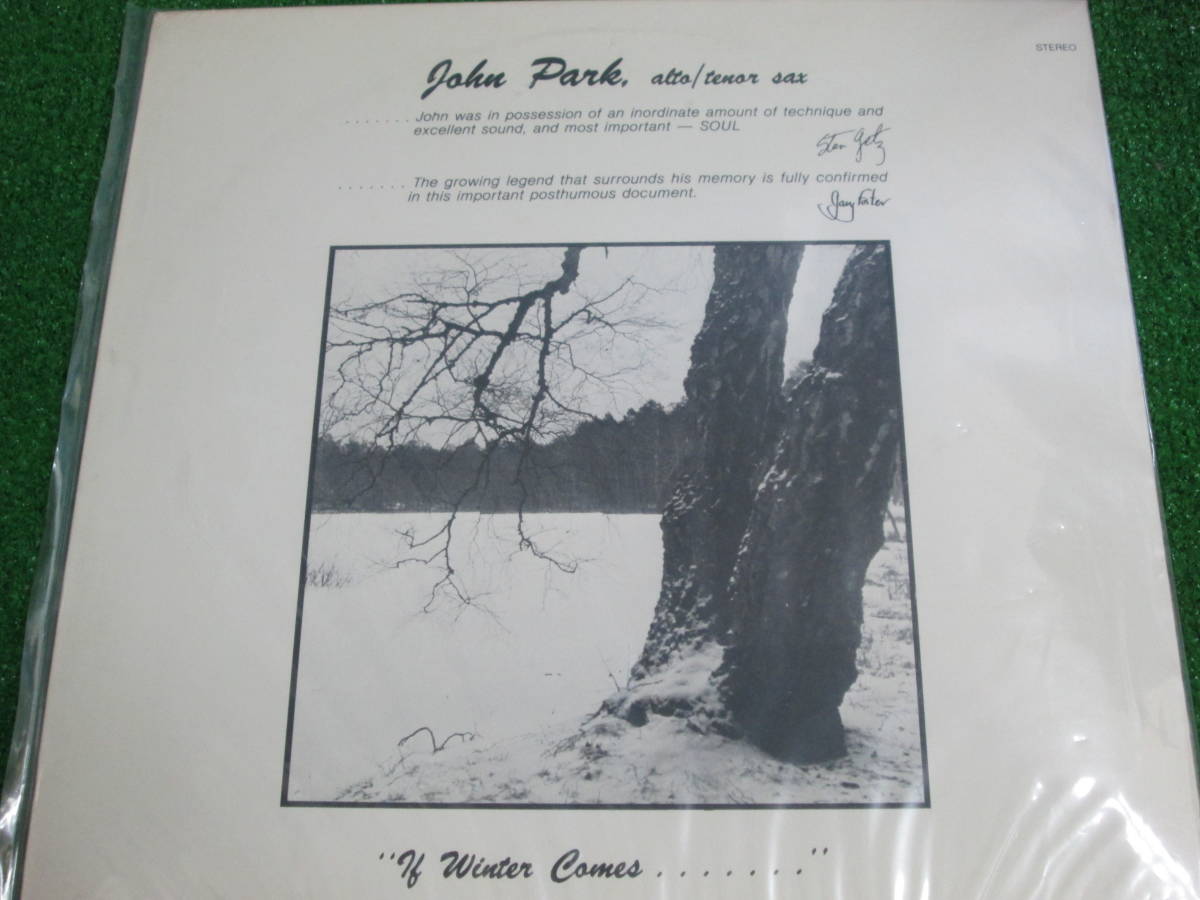 STEREO
John Park, alto/tenor sax
. . . . . . . John was in possession of an inordinate amount of technique and
excellent sound, and most important — SOUL
Stan Getz
. . . . . . . The growing legend that surrounds his memory is fully confirmed
in this important posthumous document.
Gary Foster
"If Winter Comes . . . . . . . "